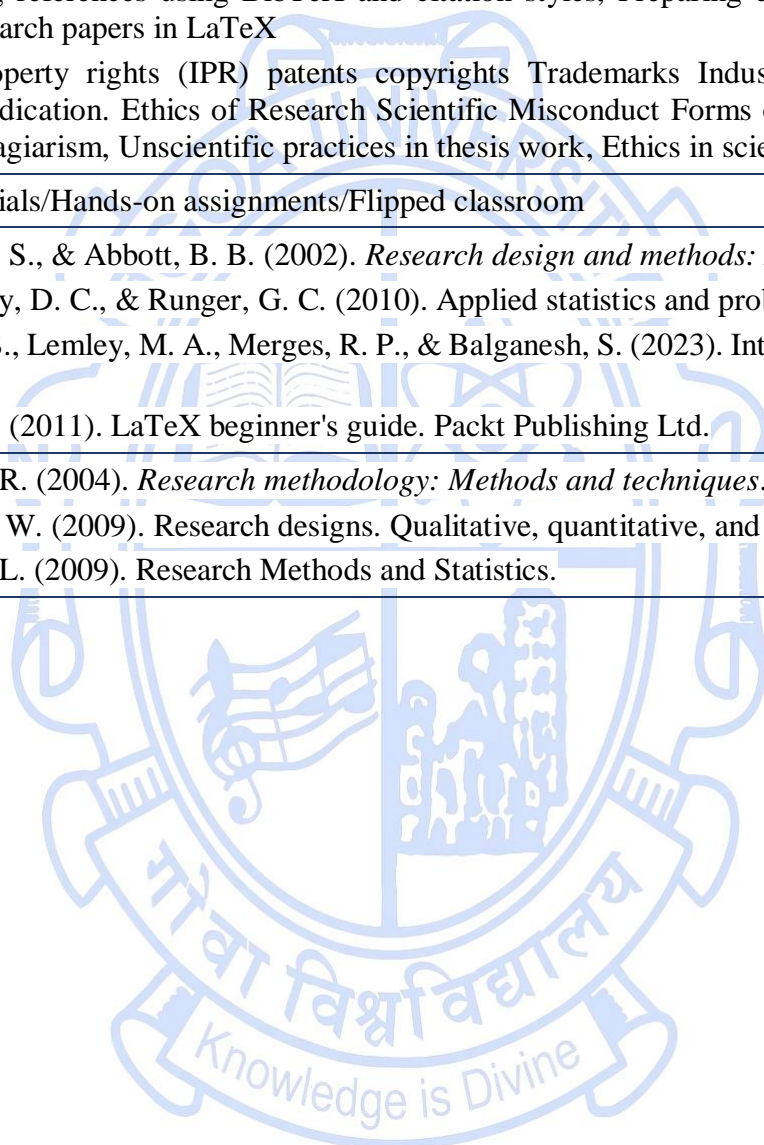 references using BibTeX and citation styles, Preparing
arch papers in LaTeX
operty rights (IPR) patents copyrights Trademarks Indus
dication. Ethics of Research Scientific Misconduct Forms
agiarism, Unscientific practices in thesis work, Ethics in scie
ials/Hands-on assignments/Flipped classroom
S., & Abbott, B. B. (2002). Research design and methods:
y, D. C., & Runger, G. C. (2010). Applied statistics and prob
., Lemley, M. A., Merges, R. P., & Balganesh, S. (2023). Int
(2011). LaTeX beginner's guide. Packt Publishing Ltd.
R. (2004). Research methodology: Methods and techniques.
W. (2009). Research designs. Qualitative, quantitative, and
L. (2009). Research Methods and Statistics.
GOA UNIVERSITY
गोंवा विश्वविद्यालय
Knowledge is Divine